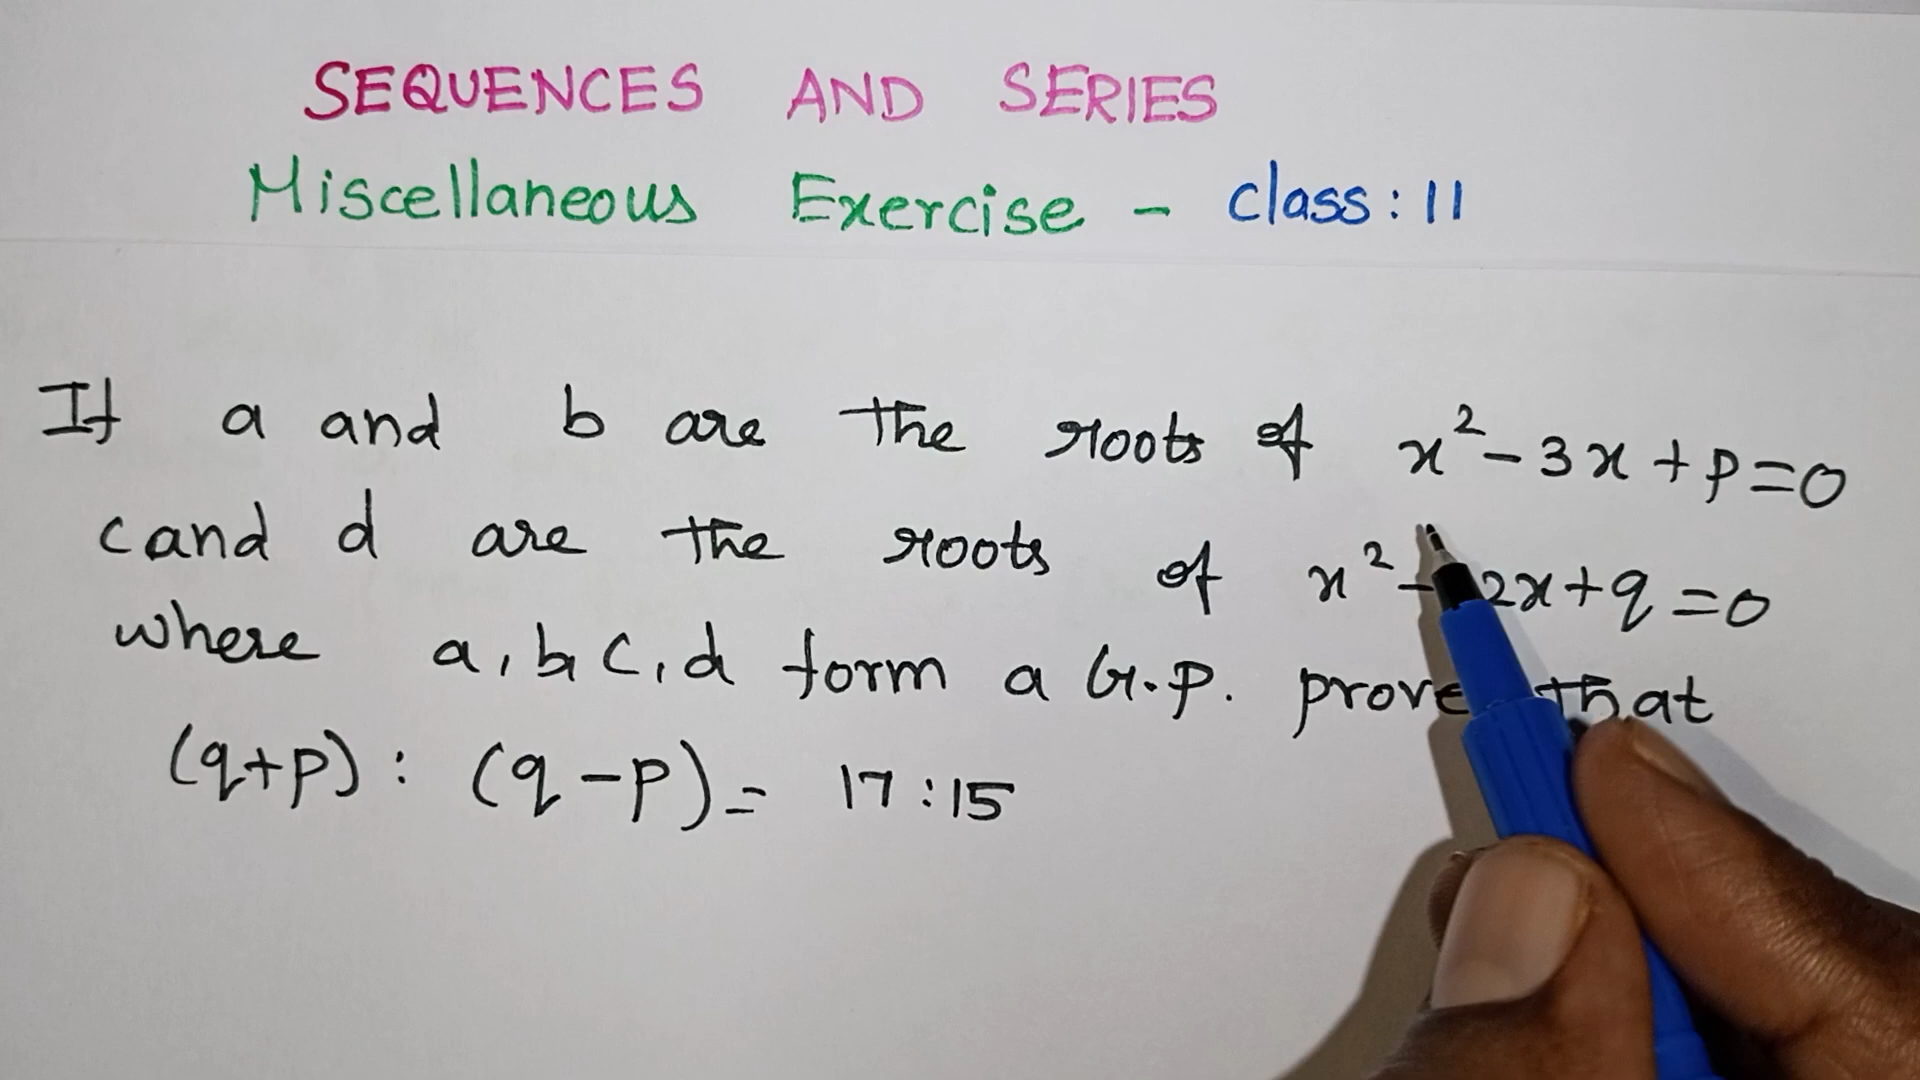 SEQUENCES AND SERIES
Miscellaneous Exercise - class: 11
If a and b are the roots of x² - 3x + p = 0
c and d are the roots of x² - 2x + q = 0
where a, b, c, d form a G.P. prove that
(q+p) : (q-p) = 17:15